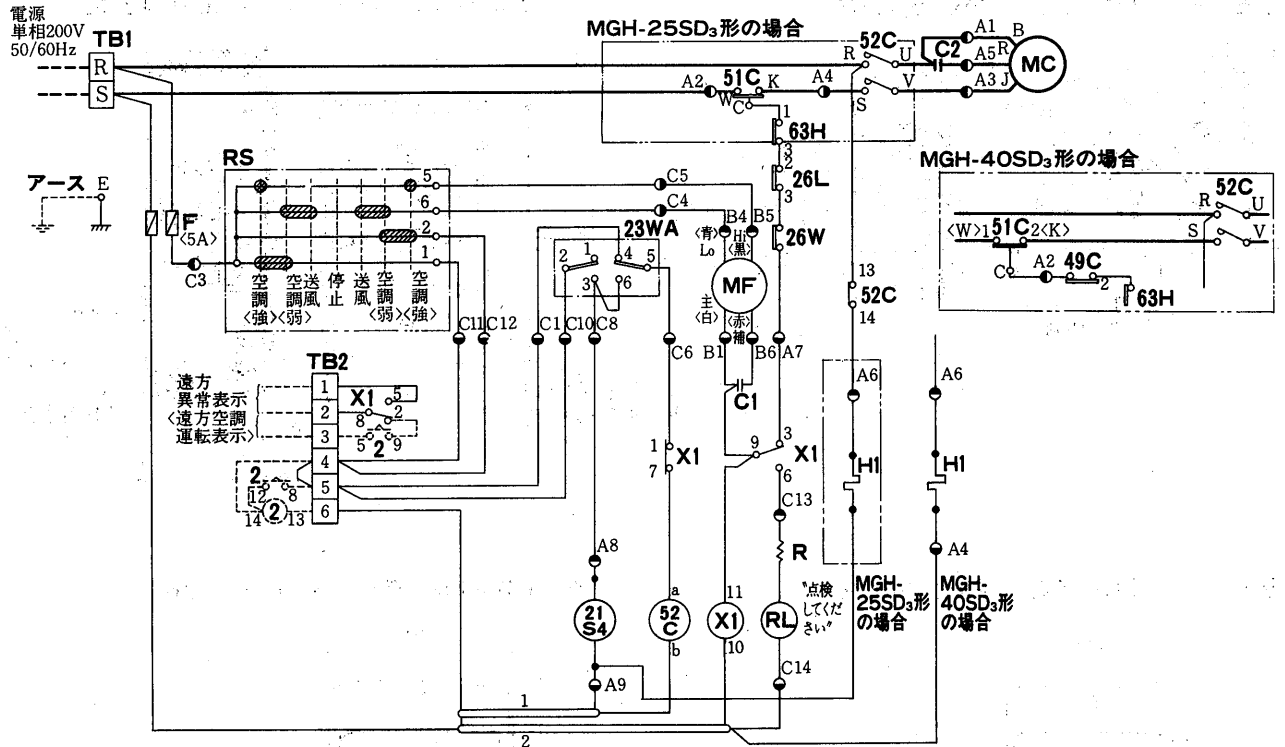 電源
単相200V
50/60Hz
TB1
R
S
MGH-25SD₃形の場合
A2
51C
W
K
C
A4
R
52C
U
S
V
C2
A1
B
A5
R
A3
J
MC
1
63H
3
2
26L
3
26W
MGH-40SD₃形の場合
52C
R
U
S
V
<W>1
51C
2<K>
C
A2
49C
2
63H
アース
E
F
<5A>
C3
RS
5
6
2
1
空調<強>
空調<弱>
送風
停止
送風
空調<弱>
空調<強>
C5
C4
23WA
2
1
4
5
3
6
B4
B5
<青>
Lo
Hi
<黒>
MF
主
<白>
<赤>
補
B1
B6
A7
C1
13
52C
14
C11
C12
C1
C10
C8
C6
TB2
1
2
3
4
5
6
遠方
異常表示
<遠方空調
運転表示>
X1
5
8
2
5
2
9
2
12
8
14
2
13
1
X1
7
9
3
X1
6
C13
R
A6
H1
A6
H1
A4
A8
21
S4
A9
a
52
C
b
11
X1
10
RL
"点検
してくだ
さい"
C14
MGH-
25SD₃形
の場合
MGH-
40SD₃形
の場合
1
2